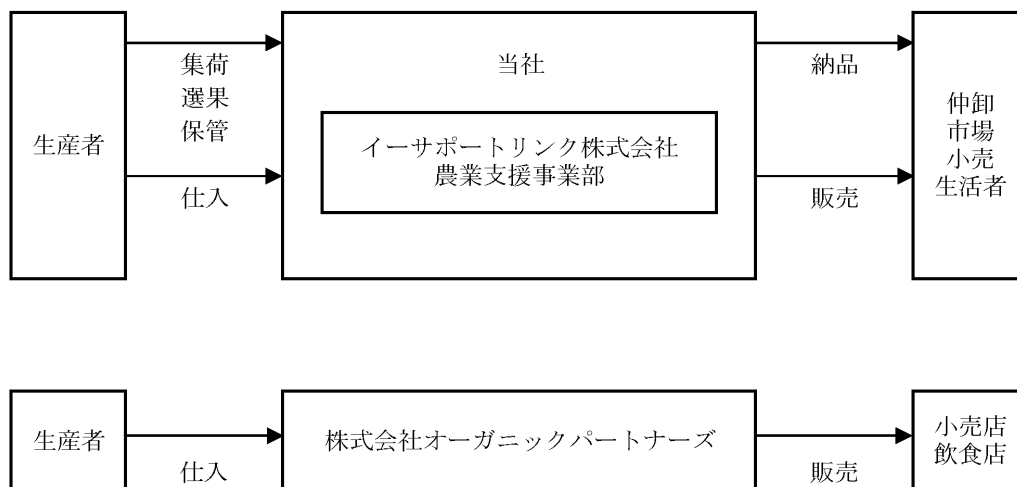 生産者
集荷
選果
保管
仕入
当社
イーサポートリンク株式会社
農業支援事業部
納品
販売
仲卸
市場
小売
生活者
生産者
仕入
株式会社オーガニックパートナーズ
販売
小売店
飲食店